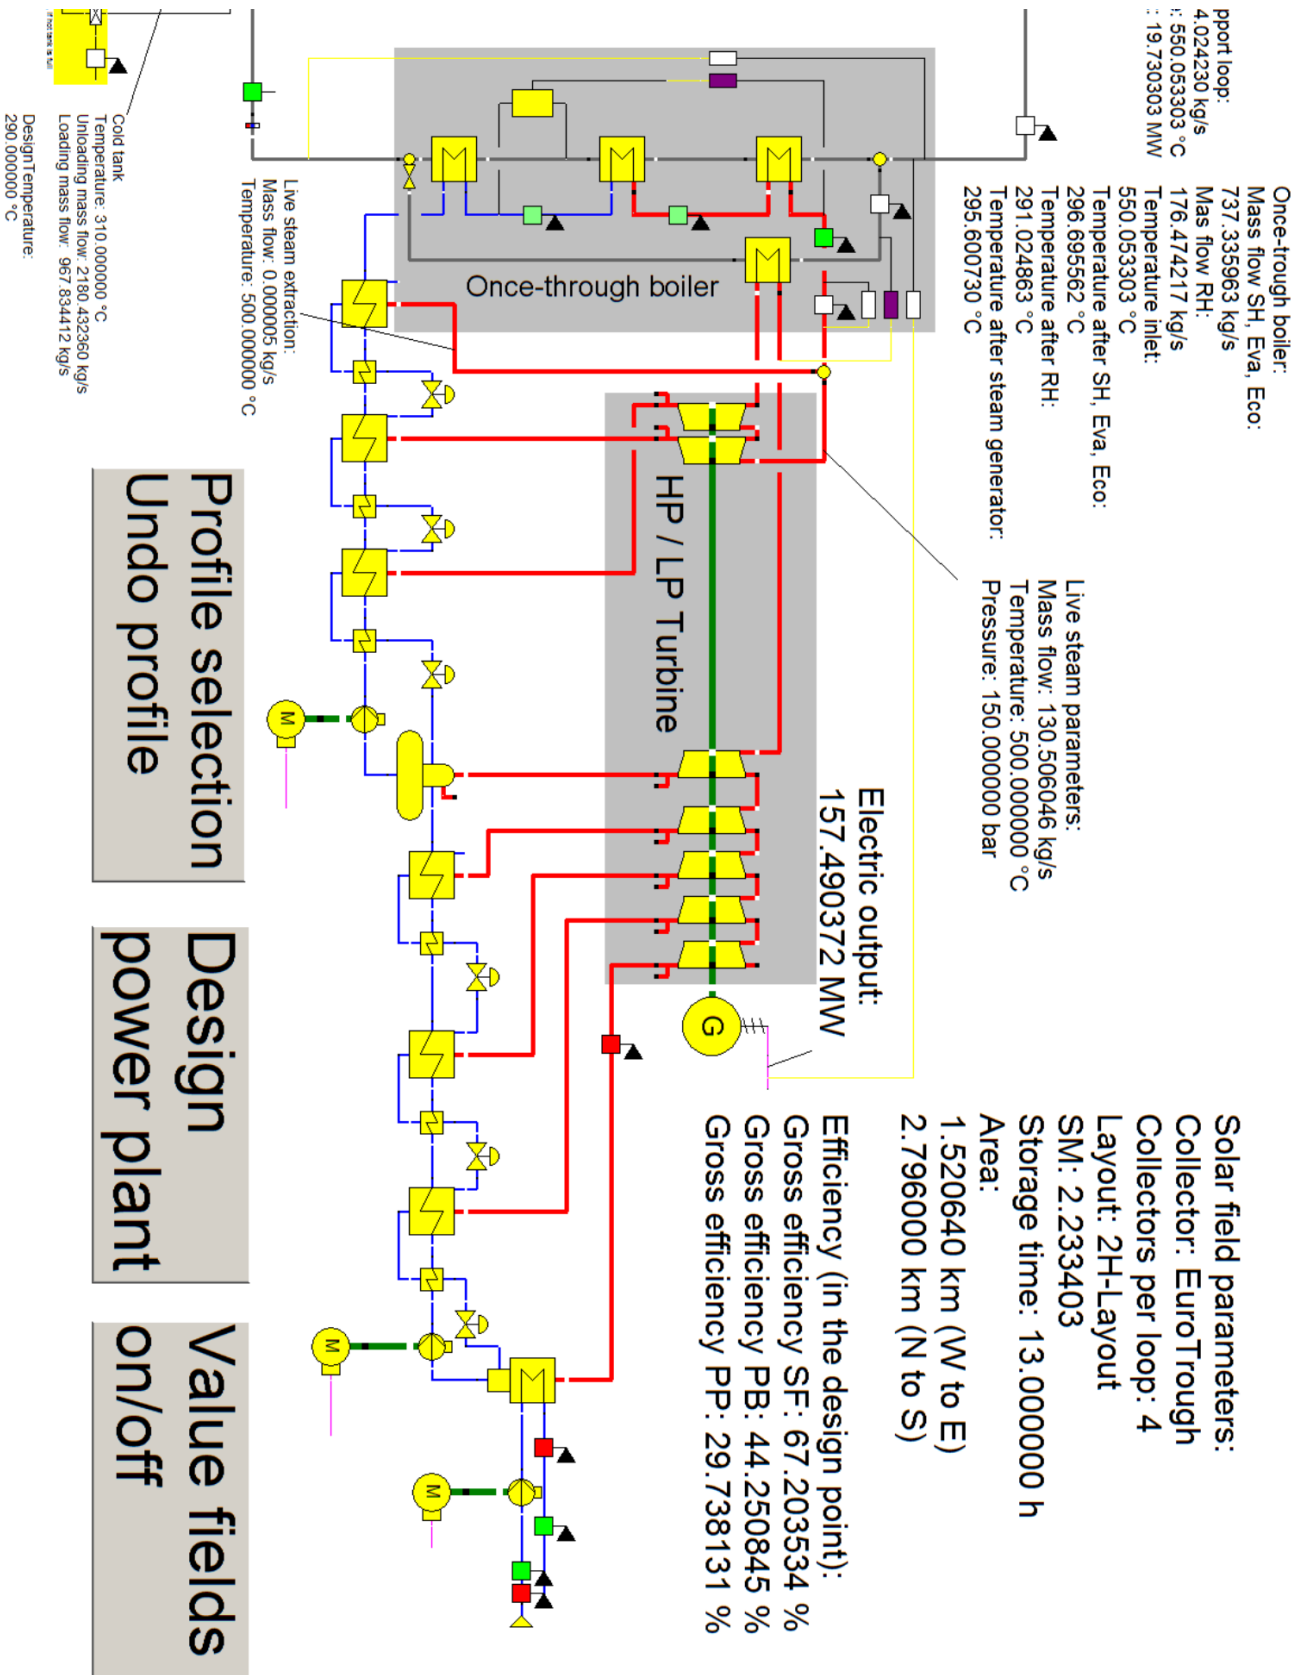 pport loop:
4.024230 kg/s
: 550.053303 °C
: 19.730303 MW
Once-trough boiler:
Mass flow SH, Eva, Eco:
737.335963 kg/s
Mas flow RH:
176.474217 kg/s
Temperature inlet:
550.053303 °C
Temperature after SH, Eva, Eco:
296.695562 °C
Temperature after RH:
291.024863 °C
Temperature after steam generator:
295.600730 °C
Live steam parameters:
Mass flow: 130.506046 kg/s
Temperature: 500.000000 °C
Pressure: 150.000000 bar
Solar field parameters:
Collector: EuroTrough
Collectors per loop: 4
Layout: 2H-Layout
SM: 2.233403
Storage time: 13.000000 h
Area:
1.520640 km (W to E)
2.796000 km (N to S)
Efficiency (in the design point):
Gross efficiency SF: 67.203534 %
Gross efficiency PB: 44.250845 %
Gross efficiency PP: 29.738131 %
Electric output:
157.490372 MW
G
Once-through boiler
HP / LP Turbine
Live steam extraction:
Mass flow: 0.000005 kg/s
Temperature: 500.000000 °C
M
M
M
if hot tank is full
Cold tank
Temperature: 310.000000 °C
Unloading mass flow: 2180.432360 kg/s
Loading mass flow: 967.834412 kg/s
DesignTemperature:
290.000000 °C
Profile selection
Undo profile
Design
power plant
Value fields
on/off